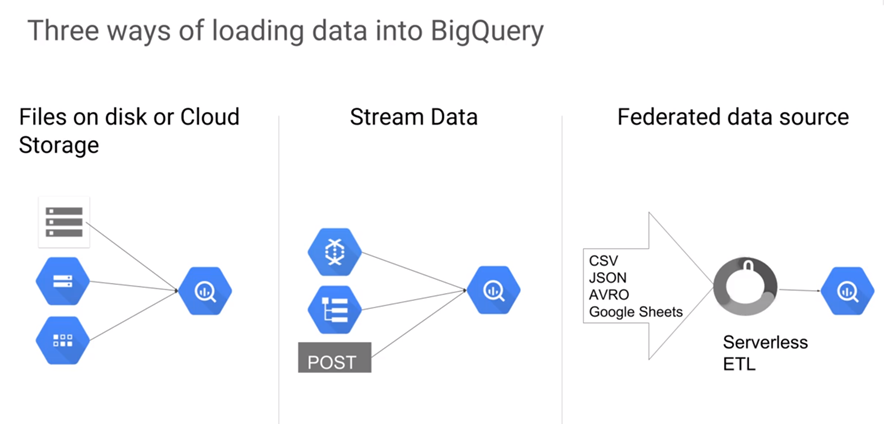 Three ways of loading data into BigQuery
Files on disk or Cloud
Storage
Stream Data
POST
Federated data source
CSV
JSON
AVRO
Google Sheets
Serverless
ETL